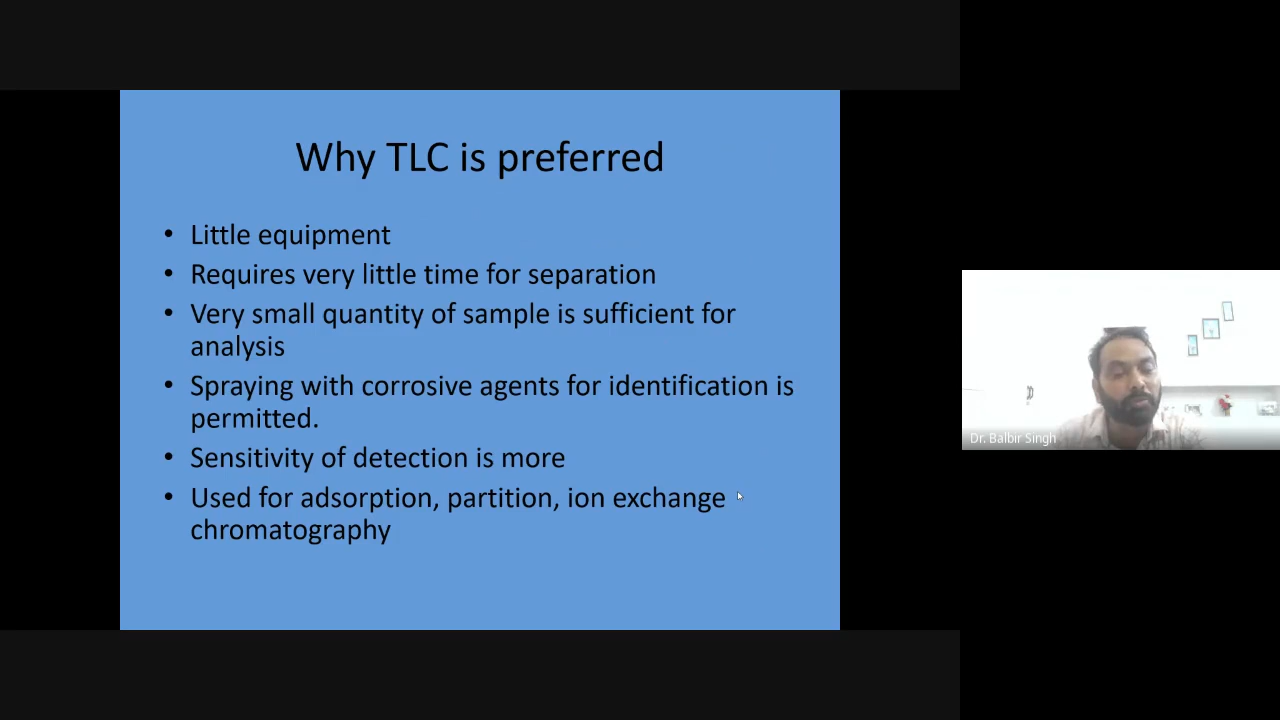 Why TLC is preferred
• Little equipment
• Requires very little time for separation
• Very small quantity of sample is sufficient for
analysis
• Spraying with corrosive agents for identification is
permitted.
• Sensitivity of detection is more
• Used for adsorption, partition, ion exchange
chromatography
Dr. Balbir Singh